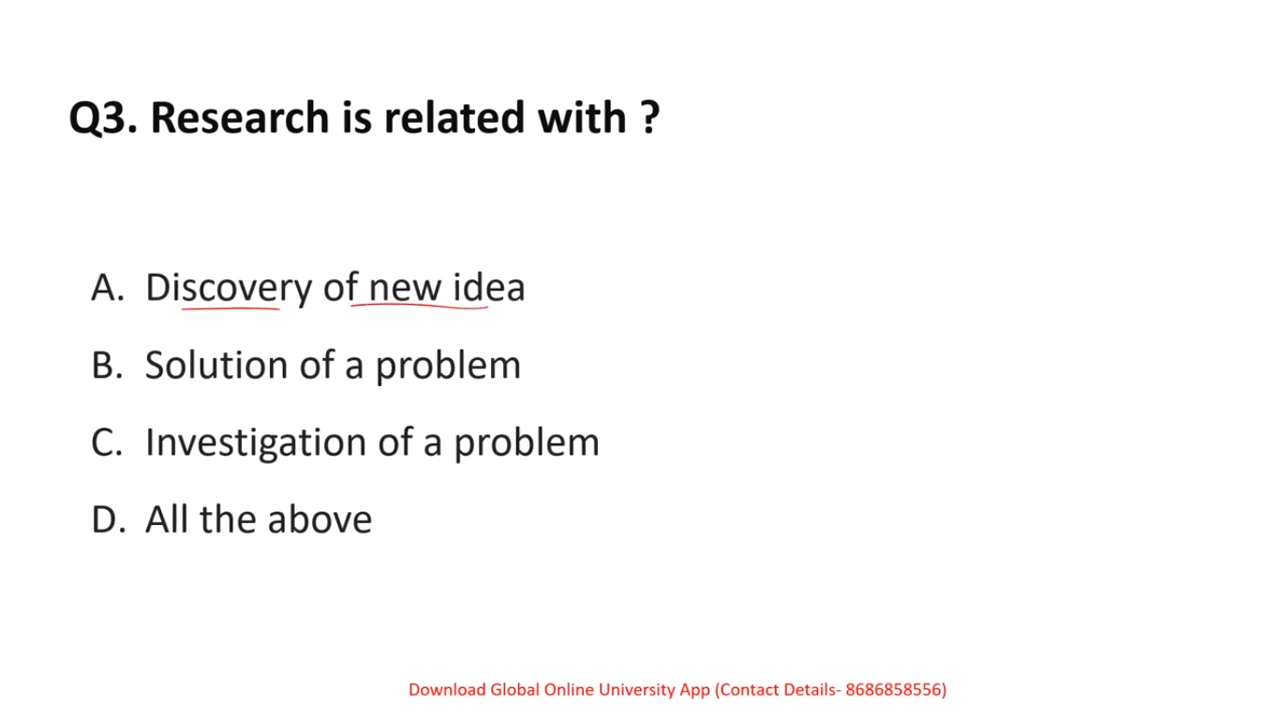 Q3. Research is related with ?
A. Discovery of new idea
B. Solution of a problem
C. Investigation of a problem
D. All the above
Download Global Online University App (Contact Details- 8686858556)